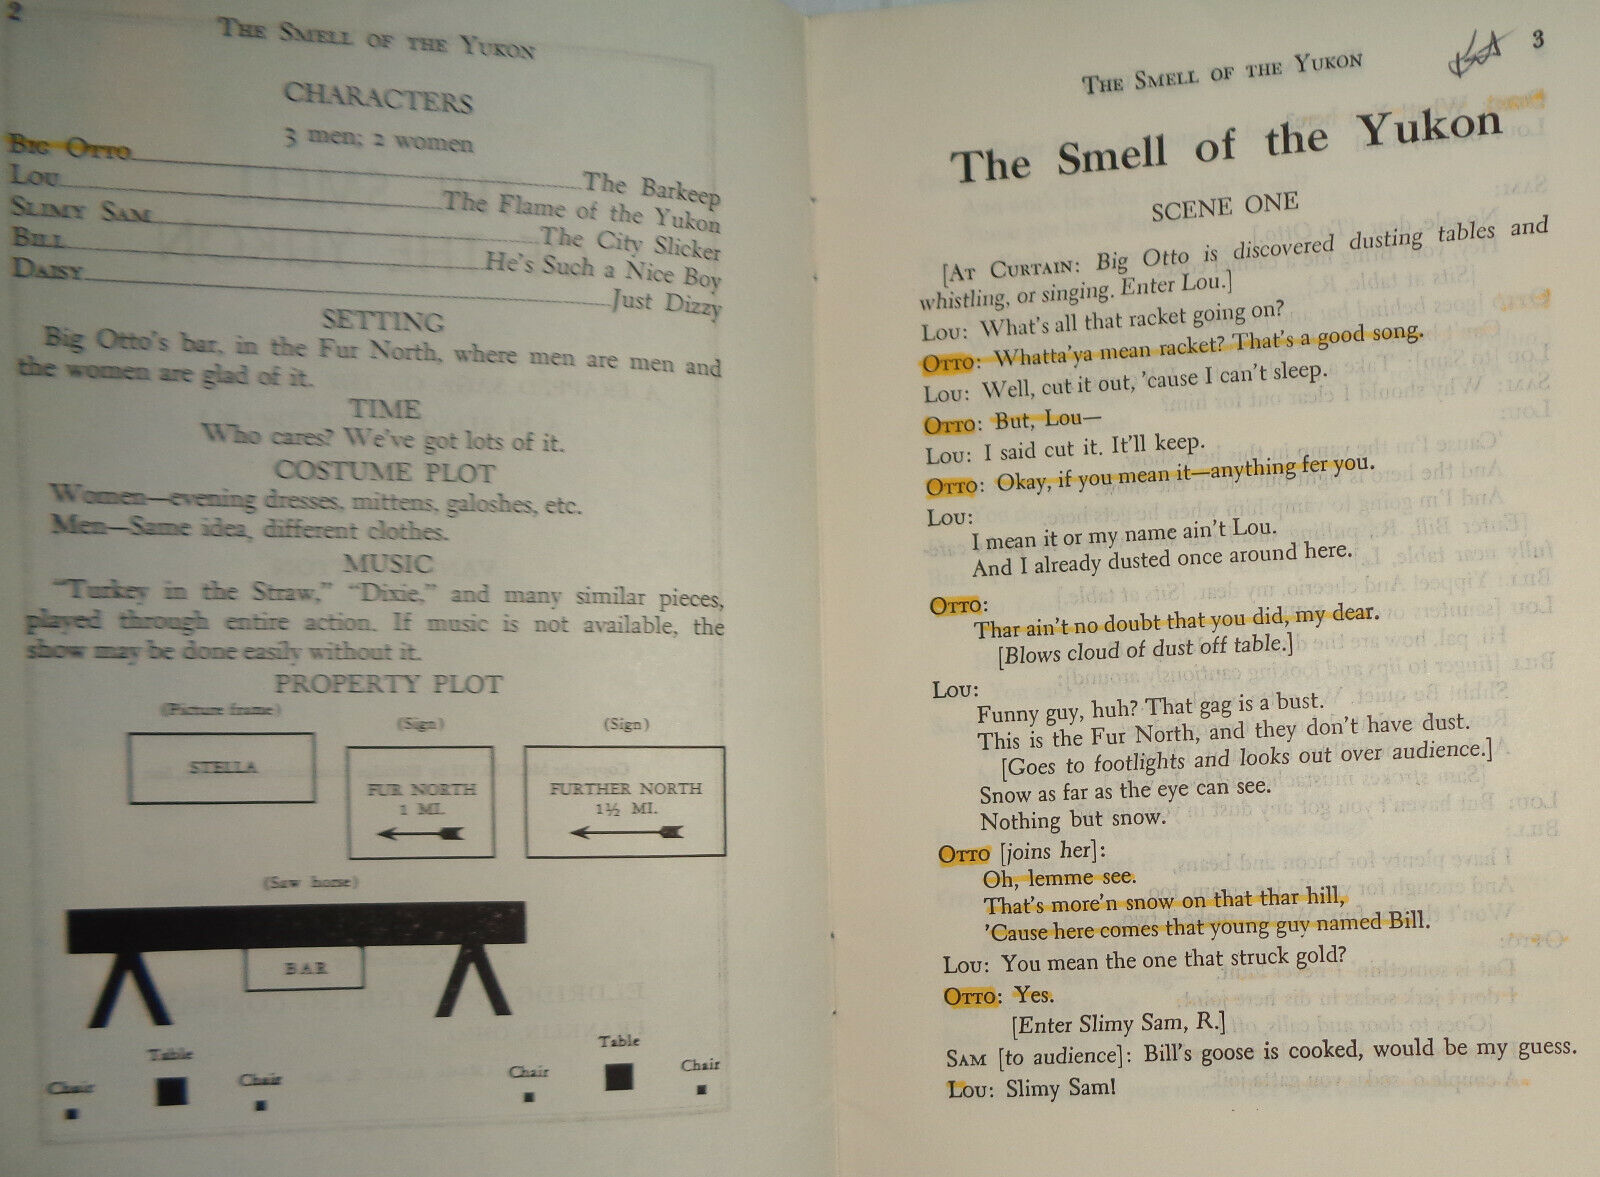 2
The Smell of the Yukon
CHARACTERS
3 men; 2 women
Big Otto The Barkeep
Lou The Flame of the Yukon
Slimy Sam The City Slicker
Bill He's Such a Nice Boy
Daisy Just Dizzy
SETTING
Big Otto's bar, in the Fur North, where men are men and
the women are glad of it.
TIME
Who cares? We've got lots of it.
COSTUME PLOT
Women—evening dresses, mittens, galoshes, etc.
Men—Same idea, different clothes.
MUSIC
"Turkey in the Straw," "Dixie," and many similar pieces,
played through entire action. If music is not available, the
show may be done easily without it.
PROPERTY PLOT
(Picture frame)
(Sign)
(Sign)
STELLA
FUR NORTH
1 MI.
FURTHER NORTH
1½ MI.
(Saw horse)
BAR
Chair
Table
Chair
Chair
Table
Chair
The Smell of the Yukon
3
The Smell of the Yukon
SCENE ONE
[At Curtain: Big Otto is discovered dusting tables and
whistling, or singing. Enter Lou.]
Lou: What's all that racket going on?
Otto: Whatta'ya mean racket? That's a good song.
Lou: Well, cut it out, 'cause I can't sleep.
Otto: But, Lou—
Lou: I said cut it. It'll keep.
Otto: Okay, if you mean it—anything fer you.
Lou:
I mean it or my name ain't Lou.
And I already dusted once around here.
Otto:
Thar ain't no doubt that you did, my dear.
[Blows cloud of dust off table.]
Lou:
Funny guy, huh? That gag is a bust.
This is the Fur North, and they don't have dust.
[Goes to footlights and looks out over audience.]
Snow as far as the eye can see.
Nothing but snow.
Otto [joins her]:
Oh, lemme see.
That's more'n snow on that thar hill,
'Cause here comes that young guy named Bill.
Lou: You mean the one that struck gold?
Otto: Yes.
[Enter Slimy Sam, R.]
Sam [to audience]: Bill's goose is cooked, would be my guess.
Lou: Slimy Sam!